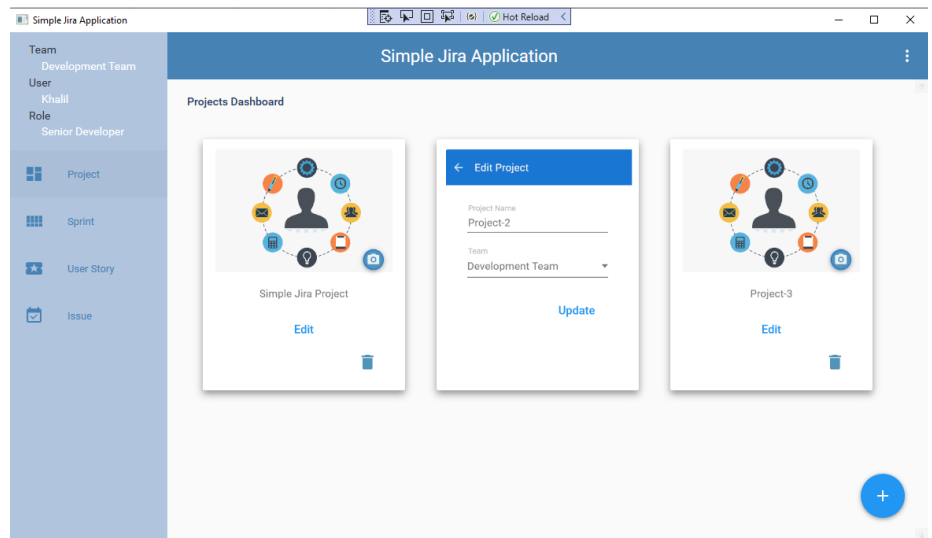 Simple Jira Application
Hot Reload
Team
Development Team
User
Khalil
Role
Senior Developer
Simple Jira Application
Project
Sprint
User Story
Issue
Projects Dashboard
Simple Jira Project
Edit
Edit Project
Project Name
Project-2
Team
Development Team
Update
Project-3
Edit